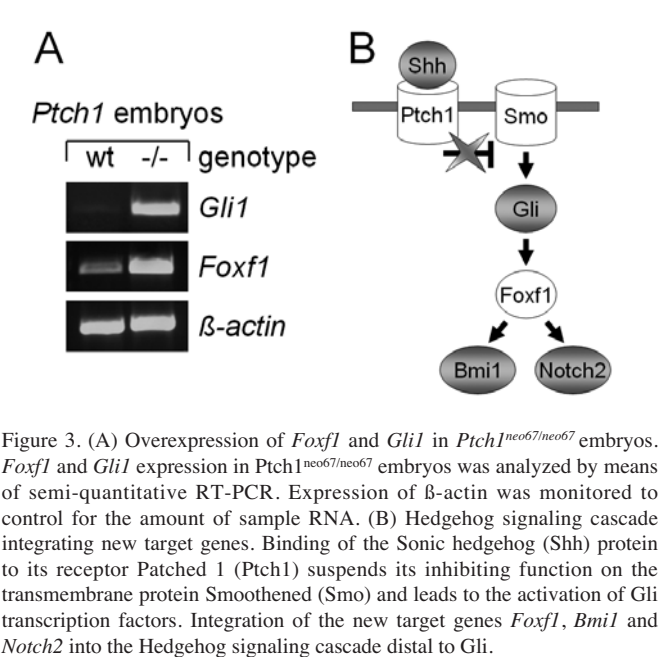 A
B
Ptch1 embryos
wt -/- genotype
Gli1
Foxf1
ß-actin
Shh
Ptch1
Smo
Gli
Foxf1
Bmi1
Notch2
Figure 3. (A) Overexpression of Foxf1 and Gli1 in Ptch1neo67/neo67 embryos.
Foxf1 and Gli1 expression in Ptch1neo67/neo67 embryos was analyzed by means
of semi-quantitative RT-PCR. Expression of ß-actin was monitored to
control for the amount of sample RNA. (B) Hedgehog signaling cascade
integrating new target genes. Binding of the Sonic hedgehog (Shh) protein
to its receptor Patched 1 (Ptch1) suspends its inhibiting function on the
transmembrane protein Smoothened (Smo) and leads to the activation of Gli
transcription factors. Integration of the new target genes Foxf1, Bmi1 and
Notch2 into the Hedgehog signaling cascade distal to Gli.